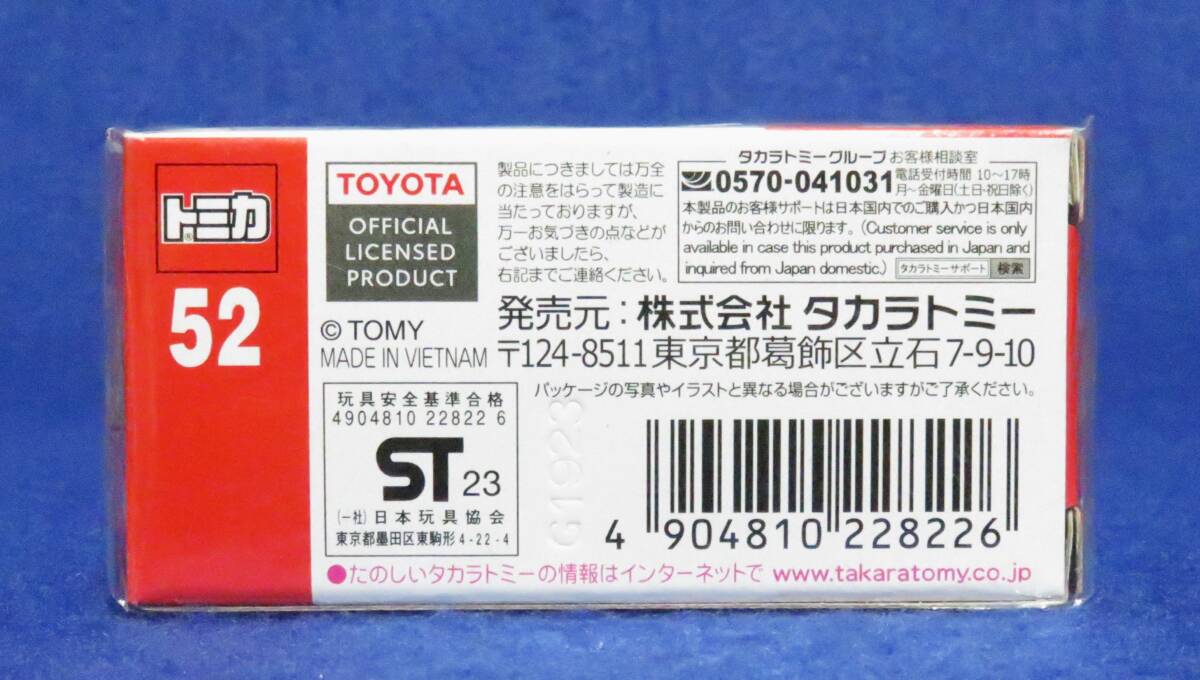 トミカ®
52
TOYOTA
OFFICIAL
LICENSED
PRODUCT
© TOMY
MADE IN VIETNAM
製品につきましては万全
の注意をはらって製造に
当たっておりますが、
万一お気づきの点などが
ございましたら、
右記までご連絡ください。
タカラトミーグループ お客様相談室
0570-041031 電話受付時間 10〜17時
月〜金曜日(土日・祝日除く)
本製品のお客様サポートは日本国内でのご購入かつ日本国内
からのお問い合わせに限ります。(Customer service is only
available in case this product purchased in Japan and
inquired from Japan domestic.) タカラトミーサポート 検索
発売元:株式会社 タカラトミー
〒124-8511 東京都葛飾区立石7-9-10
パッケージの写真やイラストと異なる場合がございますがご了承ください。
玩具安全基準合格
4904810 22822 6
ST 23
(一社)日本玩具協会
東京都墨田区東駒形4-22-4
G1923
4 904810 228226
●たのしいタカラトミーの情報はインターネットで www.takaratomy.co.jp